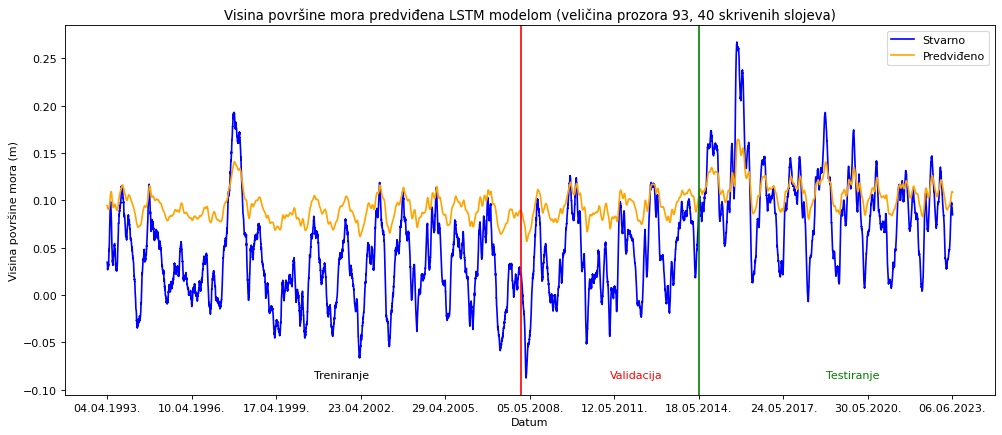 Visina površine mora predviđena LSTM modelom (veličina prozora 93, 40 skrivenih slojeva)
Stvarno
Predviđeno
Visina površine mora (m)
0.25
0.20
0.15
0.10
0.05
0.00
−0.05
−0.10
Treniranje
Validacija
Testiranje
04.04.1993.
10.04.1996.
17.04.1999.
23.04.2002.
29.04.2005.
05.05.2008.
12.05.2011.
18.05.2014.
24.05.2017.
30.05.2020.
06.06.2023.
Datum